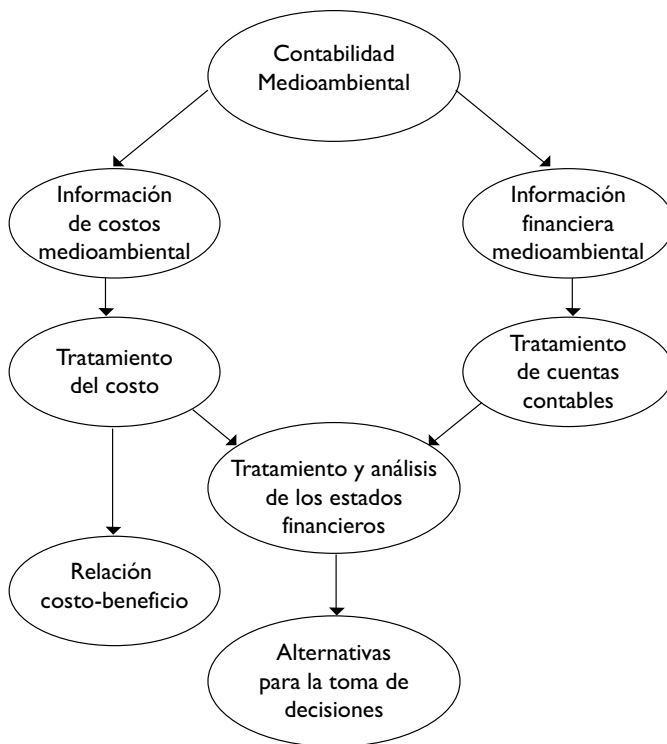 Contabilidad
Medioambiental
Información
de costos
medioambiental
Información
financiera
medioambiental
Tratamiento
del costo
Tratamiento
de cuentas
contables
Tratamiento y análisis
de los estados
financieros
Relación
costo-beneficio
Alternativas
para la toma de
decisiones